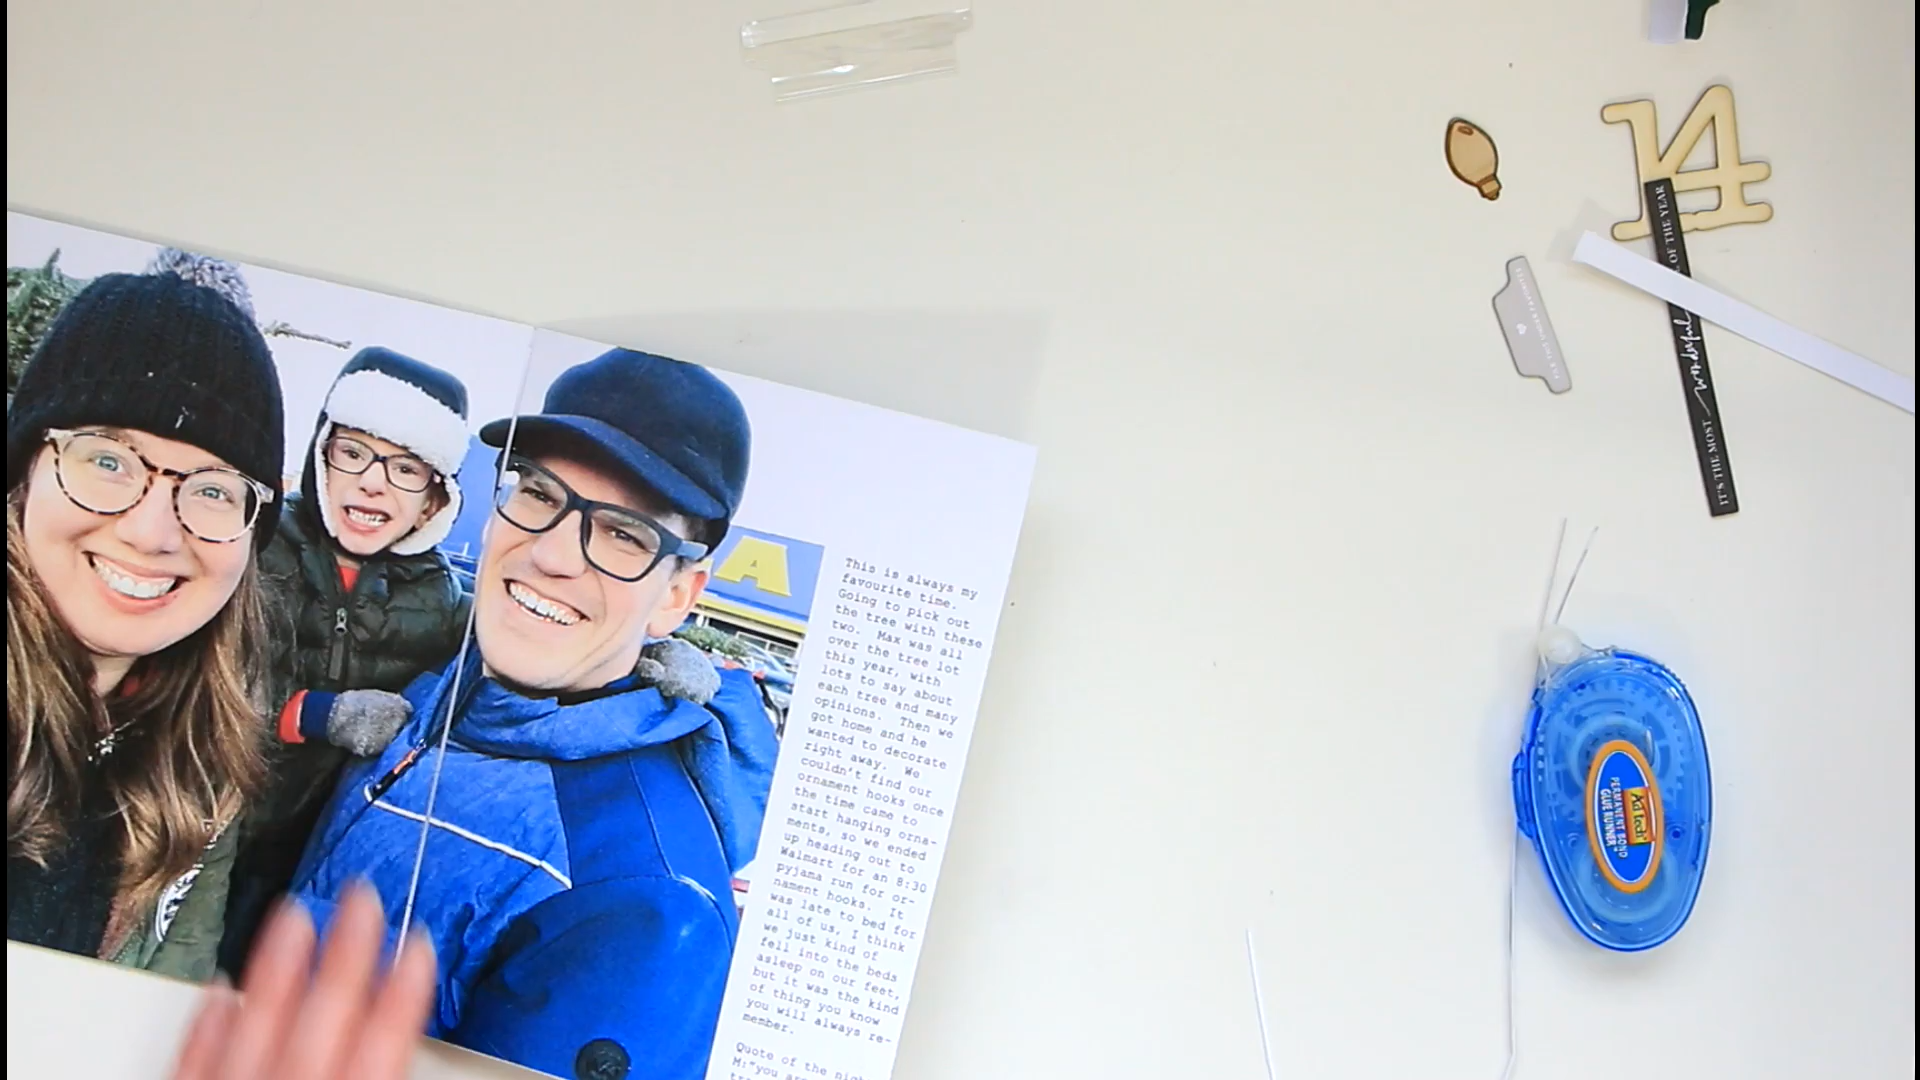 14
OF THE YEAR
wonderful
IT'S THE MOST
A
This is always my
favourite time.
Going to pick out
the tree with these
two. Max was all
over the tree lot
this year, with
lots to say about
each tree and many
opinions. Then we
got home and he
wanted to decorate
right away. We
couldn't find our
ornament hooks once
the time came to
start hanging orna-
ments, so we ended
up heading out to
Walmart for an 8:30
pyjama run for or-
nament hooks. It
was late to bed for
all of us, I think
we just kind of
fell into the beds
asleep on our feet,
but it was the kind
of thing you know
you will always re-
member.
Quote of the
M:"you
AdTech
PERMANENT BOND
GLUE RUNNER